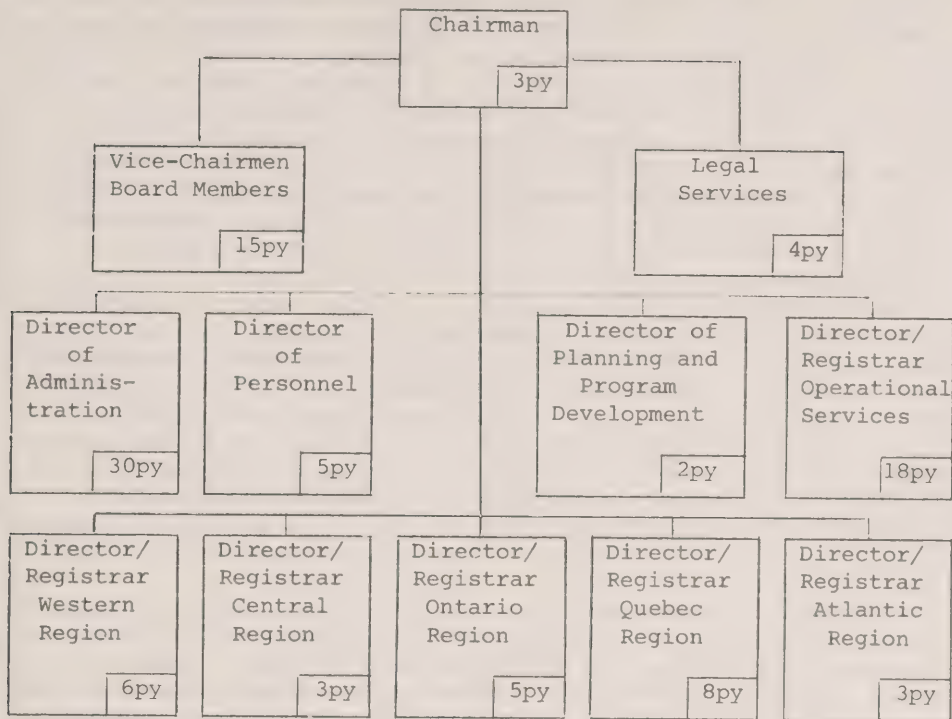 Chairman
3py
Vice-Chairmen
Board Members
15py
Legal
Services
4py
Director
of
Adminis-
tration
30py
Director
of
Personnel
5py
Director of
Planning and
Program
Development
2py
Director/
Registrar
Operational
Services
18py
Director/
Registrar
Western
Region
6py
Director/
Registrar
Central
Region
3py
Director/
Registrar
Ontario
Region
5py
Director/
Registrar
Quebec
Region
8py
Director/
Registrar
Atlantic
Region
3py